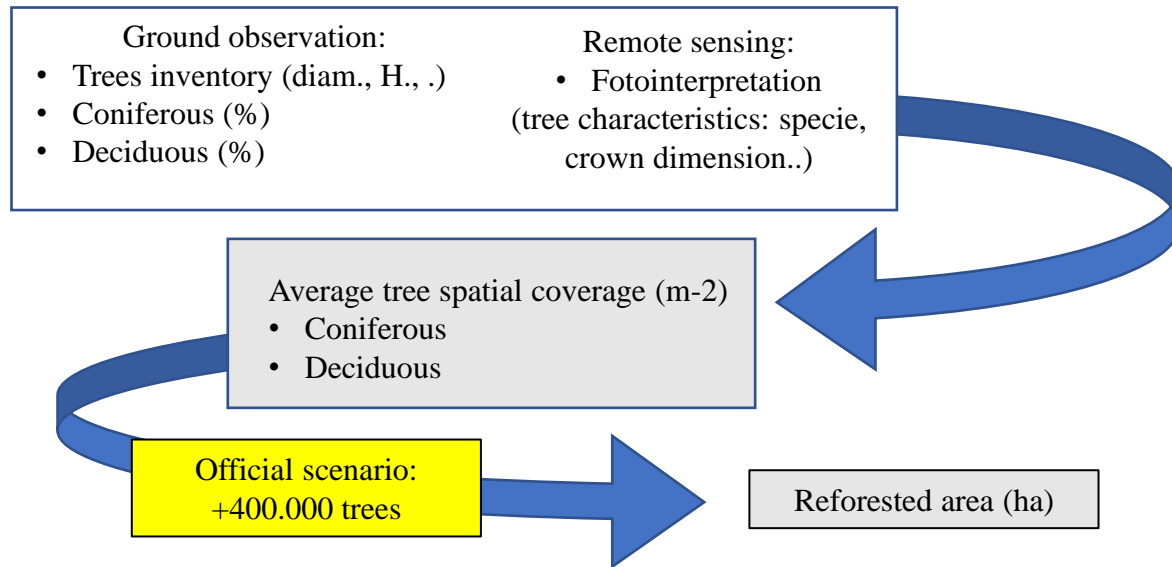 Ground observation:
• Trees inventory (diam., H., .)
• Coniferous (%)
• Deciduous (%)
Remote sensing:
• Fotointerpretation
(tree characteristics: specie,
crown dimension..)
Average tree spatial coverage (m-2)
• Coniferous
• Deciduous
Official scenario:
+400.000 trees
Reforested area (ha)